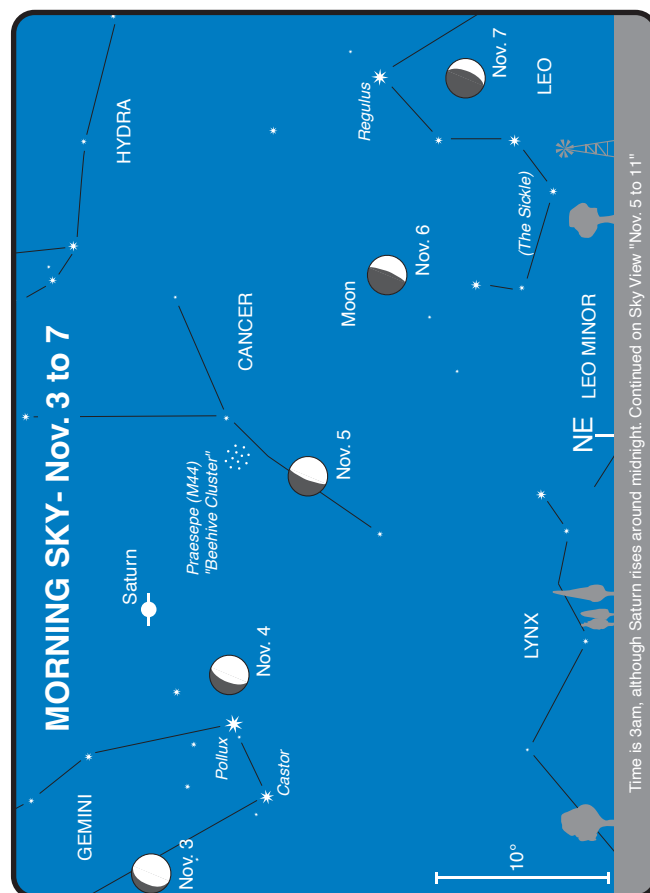 MORNING SKY- Nov. 3 to 7
GEMINI
Nov. 3
Castor
Pollux
Nov. 4
Saturn
Praesepe (M44)
"Beehive Cluster"
Nov. 5
CANCER
HYDRA
Moon
Nov. 6
Regulus
Nov. 7
LEO
(The Sickle)
LEO MINOR
NE
LYNX
10°
Time is 3am, although Saturn rises around midnight. Continued on Sky View "Nov. 5 to 11"